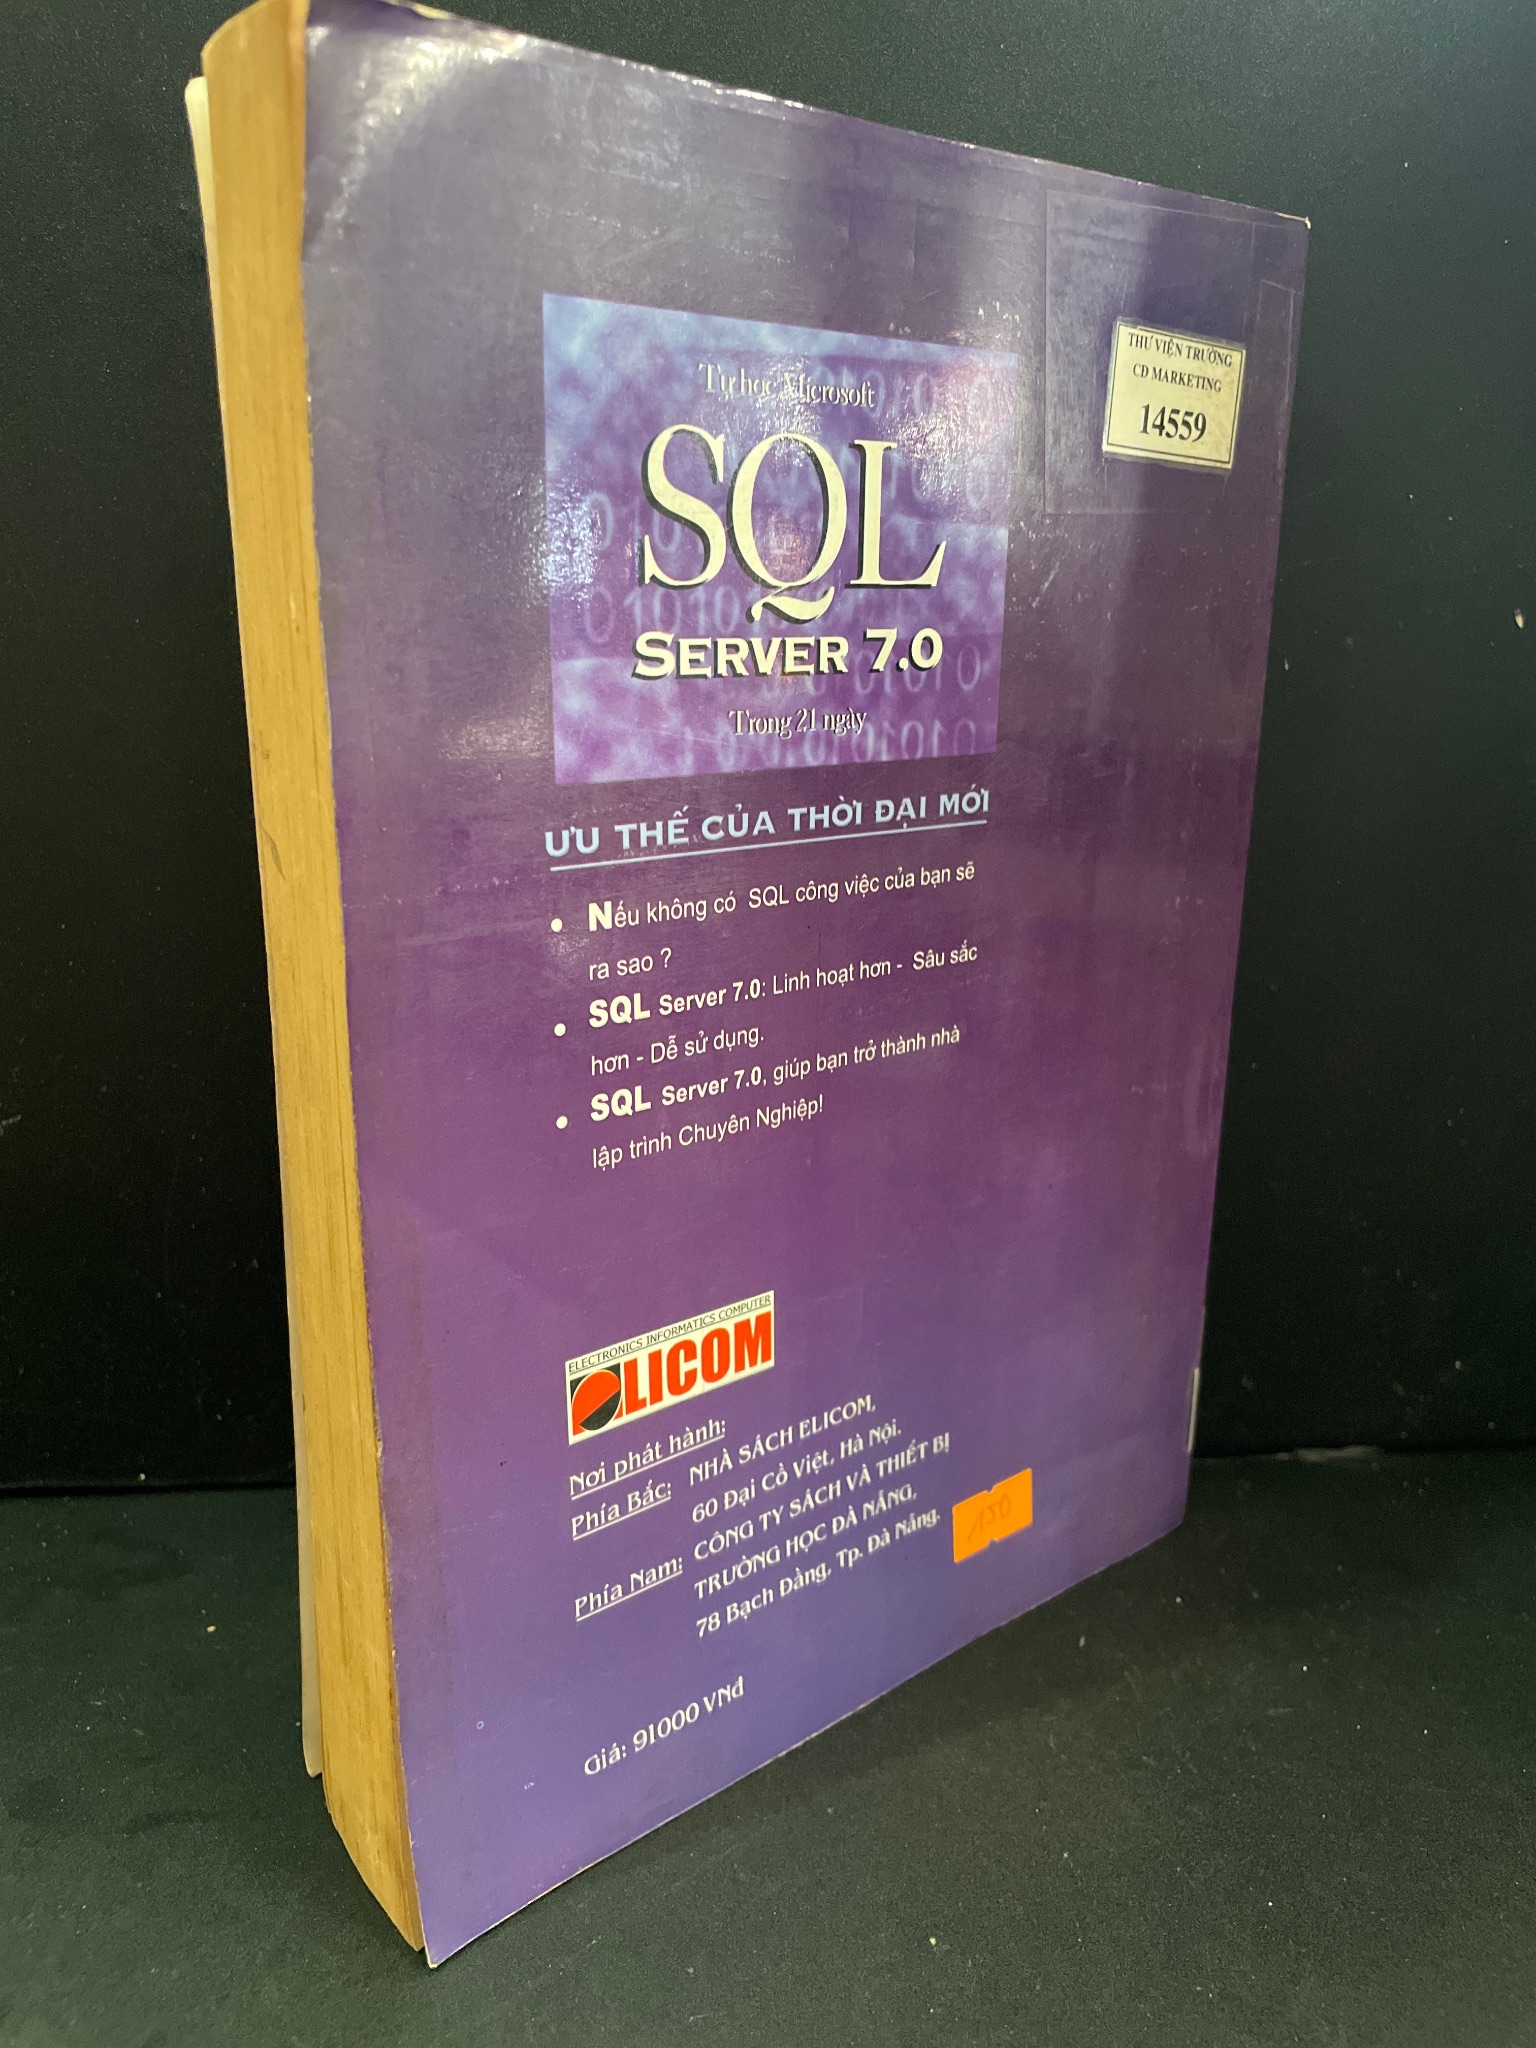 Tự học Microsoft
SQL
SERVER 7.0
Trong 21 ngày
THƯ VIỆN TRƯỜNG
CD MARKETING
14559
ƯU THẾ CỦA THỜI ĐẠI MỚI
• Nếu không có SQL công việc của bạn sẽ
ra sao ?
• SQL Server 7.0: Linh hoạt hơn - Sâu sắc
hơn - Dễ sử dụng.
• SQL Server 7.0, giúp bạn trở thành nhà
lập trình Chuyên Nghiệp!
ELECTRONICS INFORMATICS COMPUTER
ELICOM
Nơi phát hành:
Phía Bắc: NHÀ SÁCH ELICOM,
60 Đại Cồ Việt, Hà Nội.
Phía Nam: CÔNG TY SÁCH VÀ THIẾT BỊ
TRƯỜNG HỌC ĐÀ NẴNG,
78 Bạch Đằng, Tp. Đà Nẵng.
150
Giá: 91000 VNđ